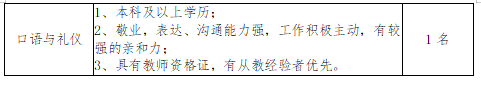 口语与礼仪
1、本科及以上学历；
2、敬业，表达、沟通能力强，工作积极主动，有较
强的亲和力；
3、具有教师资格证，有从教经验者优先。
1 名